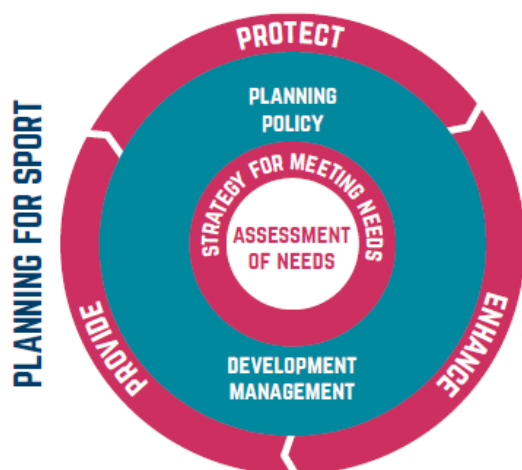 PLANNING FOR SPORT
PROTECT
PLANNING
POLICY
STRATEGY FOR MEETING NEEDS
ASSESSMENT
OF NEEDS
DEVELOPMENT
MANAGEMENT
PROVIDE
ENHANCE